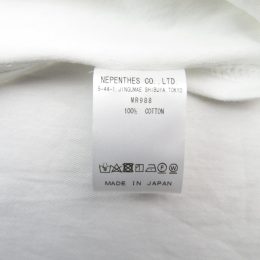 NEPENTHES CO., LTD.
5-44-1, JINGUMAE SHIBUYA, TOKYO
MR988
100% COTTON
MADE IN JAPAN